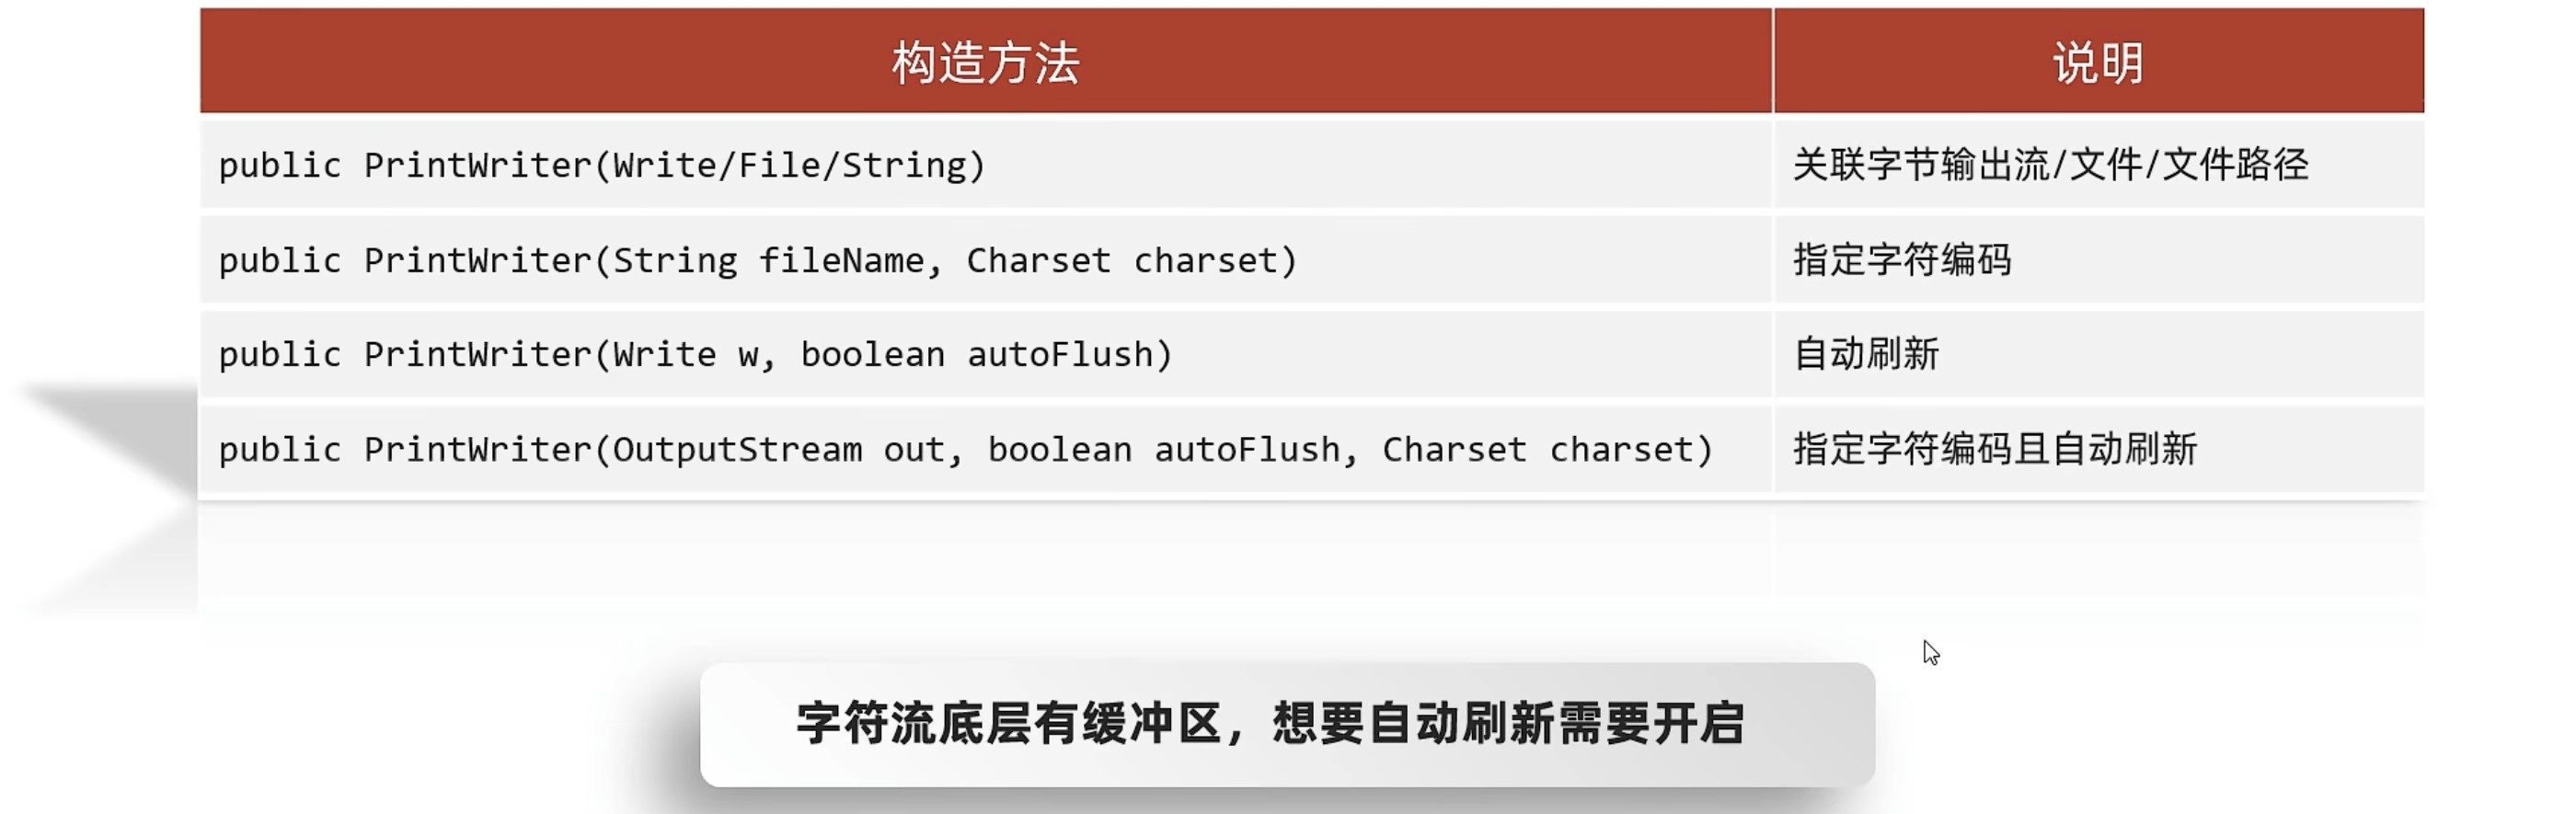 构造方法 说明
public PrintWriter(Write/File/String) 关联字节输出流/文件/文件路径
public PrintWriter(String fileName, Charset charset) 指定字符编码
public PrintWriter(Write w, boolean autoFlush) 自动刷新
public PrintWriter(OutputStream out, boolean autoFlush, Charset charset) 指定字符编码且自动刷新
字符流底层有缓冲区，想要自动刷新需要开启